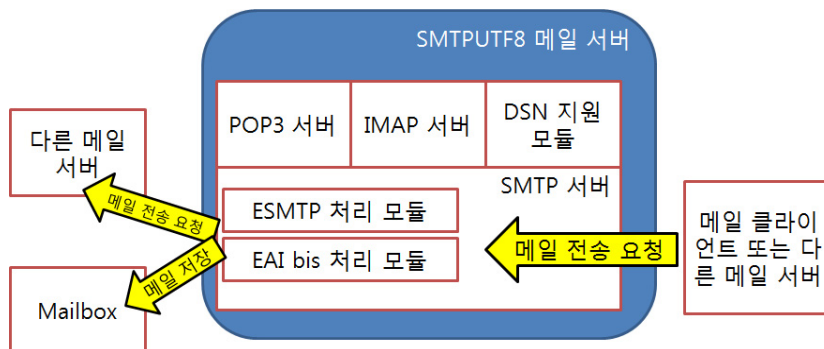 SMTPUTF8 메일 서버
POP3 서버
IMAP 서버
DSN 지원
모듈
다른 메일
서버
SMTP 서버
메일 전송 요청
ESMTP 처리 모듈
EAI bis 처리 모듈
메일 전송 요청
메일 클라이
언트 또는 다
른 메일 서버
메일 저장
Mailbox